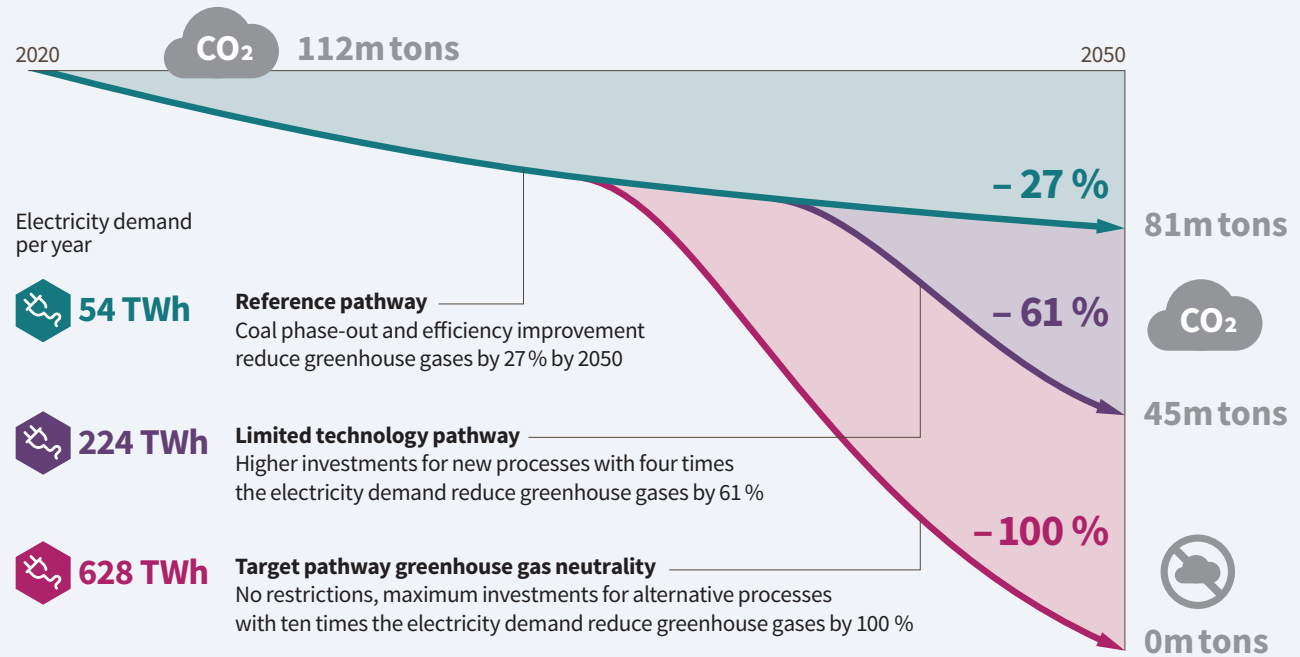 CO₂ 112m tons
2020
2050
– 27 %
81m tons
Electricity demand
per year
54 TWh
Reference pathway
Coal phase-out and efficiency improvement
reduce greenhouse gases by 27 % by 2050
– 61 %
CO₂
45m tons
224 TWh
Limited technology pathway
Higher investments for new processes with four times
the electricity demand reduce greenhouse gases by 61 %
– 100 %
628 TWh
Target pathway greenhouse gas neutrality
No restrictions, maximum investments for alternative processes
with ten times the electricity demand reduce greenhouse gases by 100 %
0m tons